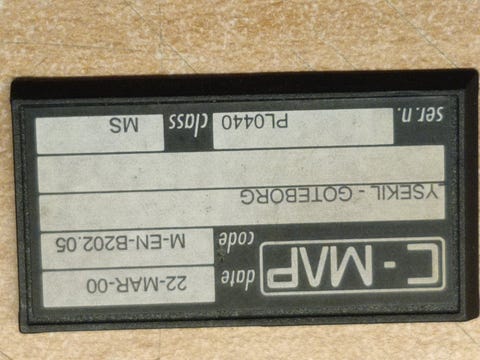 C-MAP date 22-MAR-00
code M-EN-B202.05
YSEKIL - GOTEBORG
ser.n. PL0440 class MS